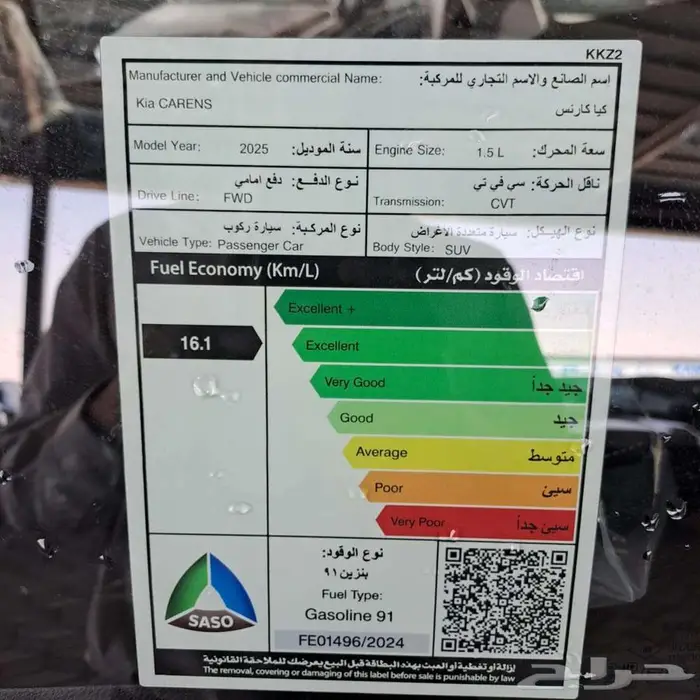 KKZ2
Manufacturer and Vehicle commercial Name: اسم الصانع والاسم التجاري للمركبة:
Kia CARENS كيا كارنس
Model Year: 2025 سنة الموديل:
Engine Size: 1.5 L سعة المحرك:
نوع الدفع: دفع امامي
Drive Line: FWD
ناقل الحركة: سي في تي
Transmission: CVT
نوع المركبة: سيارة ركوب
Vehicle Type: Passenger Car
نوع الهيكل: سيارة متعددة الاغراض
Body Style: SUV
Fuel Economy (Km/L) اقتصاد الوقود (كم/لتر)
Excellent +
16.1
Excellent
Very Good جيد جداً
Good جيد
Average متوسط
Poor سيئ
Very Poor سيئ جداً
نوع الوقود:
بنزين ٩١
Fuel Type:
Gasoline 91
SASO
FE01496/2024
إزالة أو تغطية أو العبث بهذه البطاقة قبل البيع يعرضك للملاحقة القانونية
The removal, covering or damaging of this label before sale is punishable by law
حراج